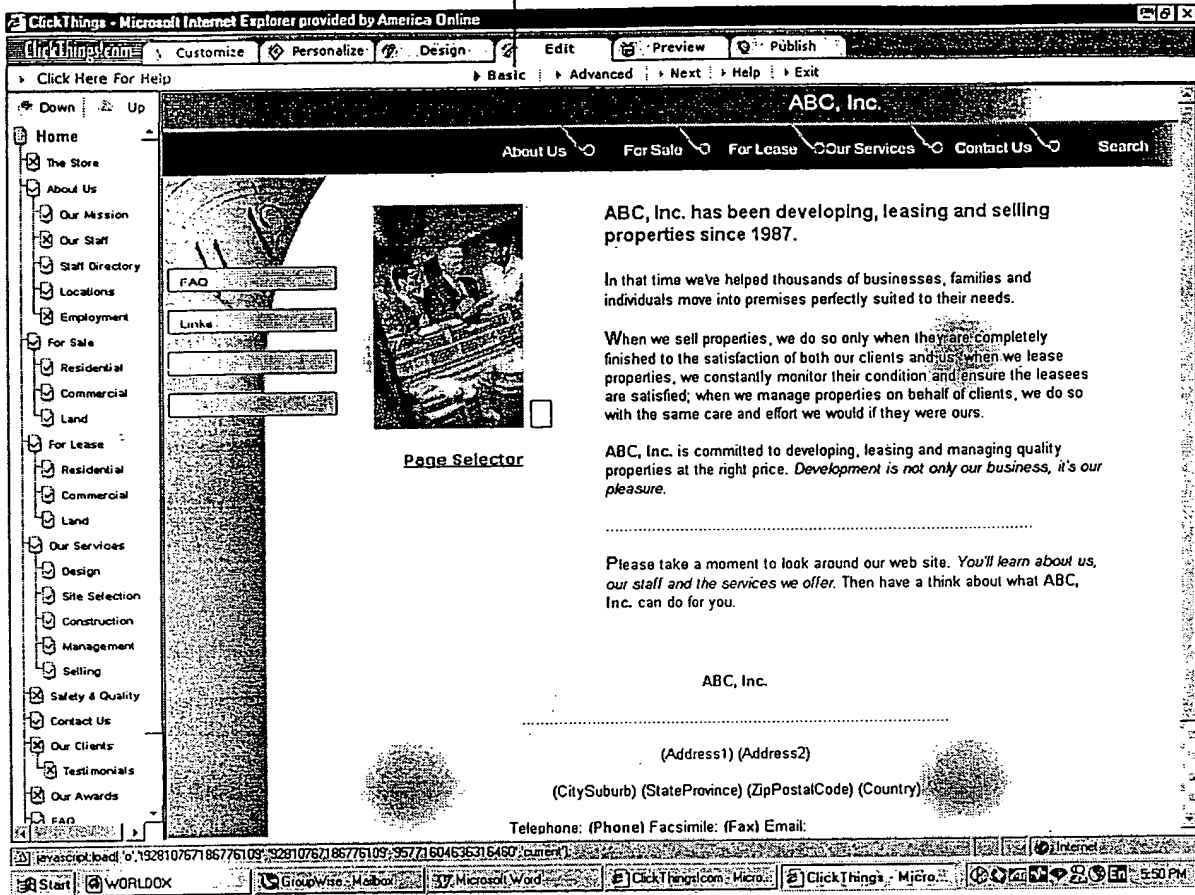 ClickThings - Microsoft Internet Explorer provided by America Online
ClickThings.com Customize Personalize Design Edit Preview Publish
Click Here For Help Basic Advanced Next Help Exit
Down Up
Home
The Store
About Us
Our Mission
Our Staff
Staff Directory
Locations
Employment
For Sale
Residential
Commercial
Land
For Lease
Residential
Commercial
Land
Our Services
Design
Site Selection
Construction
Management
Selling
Safety & Quality
Contact Us
Our Clients
Testimonials
Our Awards
FAQ
ABC, Inc.
About Us For Sale For Lease Our Services Contact Us Search
FAQ
Links
Page Selector
ABC, Inc. has been developing, leasing and selling
properties since 1987.
In that time we've helped thousands of businesses, families and
individuals move into premises perfectly suited to their needs.
When we sell properties, we do so only when they are completely
finished to the satisfaction of both our clients and us; when we lease
properties, we constantly monitor their condition and ensure the leasees
are satisfied; when we manage properties on behalf of clients, we do so
with the same care and effort we would if they were ours.
ABC, Inc. is committed to developing, leasing and managing quality
properties at the right price. Development is not only our business, it's our
pleasure.
Please take a moment to look around our web site. You'll learn about us,
our staff and the services we offer. Then have a think about what ABC,
Inc. can do for you.
ABC, Inc.
(Address1) (Address2)
(CitySuburb) (StateProvince) (ZipPostalCode) (Country)
Telephone: (Phone) Facsimile: (Fax) Email:
Internet
Start WORLDOX GroupWise - Mailbox Microsoft Word ClickThings.com - Micro... ClickThings - Micro... 5:50 PM